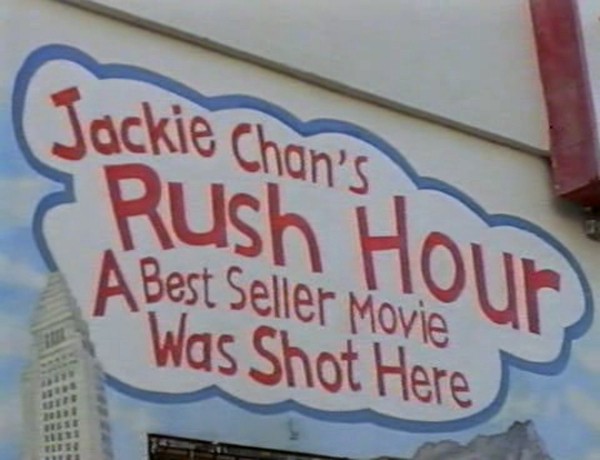 Jackie Chan's
Rush Hour
A Best Seller Movie
Was Shot Here